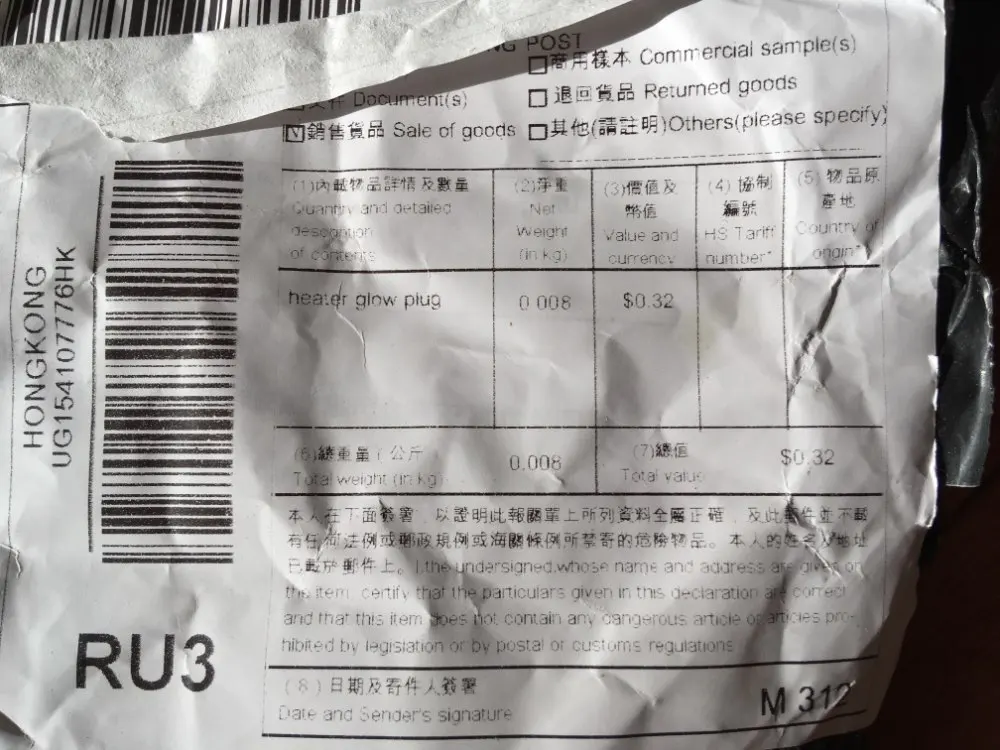 NG POST
商用樣本 Commercial sample(s)
文件 Document(s)
退回貨品 Returned goods
銷售貨品 Sale of goods
其他(請註明)Others(please specify)
(1)內載物品詳情及數量
Quantity and detailed
description
of contents
(2)淨重
Net
Weight
(in kg)
(3)價值及
幣值
Value and
currency
(4) 協制
編號
HS Tariff
number*
(5) 物品原
產地
Country of
origin*
heater glow plug
0.008
$0.32
(6)總重量(公斤
Total weight (in kg)
0.008
(7)總值
Total value
$0.32
本人在下面簽署，以證明此報關單上所列資料全屬正確，及此郵件並不載
有任何法例或郵政規例或海關條例所禁寄的危險物品。本人的姓名及地址
已載於郵件上。I,the undersigned,whose name and address are given on
the item, certify that the particulars given in this declaration are correct
and that this item does not contain any dangerous article or articles pro-
hibited by legislation or by postal or customs regulations
(8)日期及寄件人簽署
Date and Sender's signature
M 312
HONGKONG
UG154107776HK
RU3